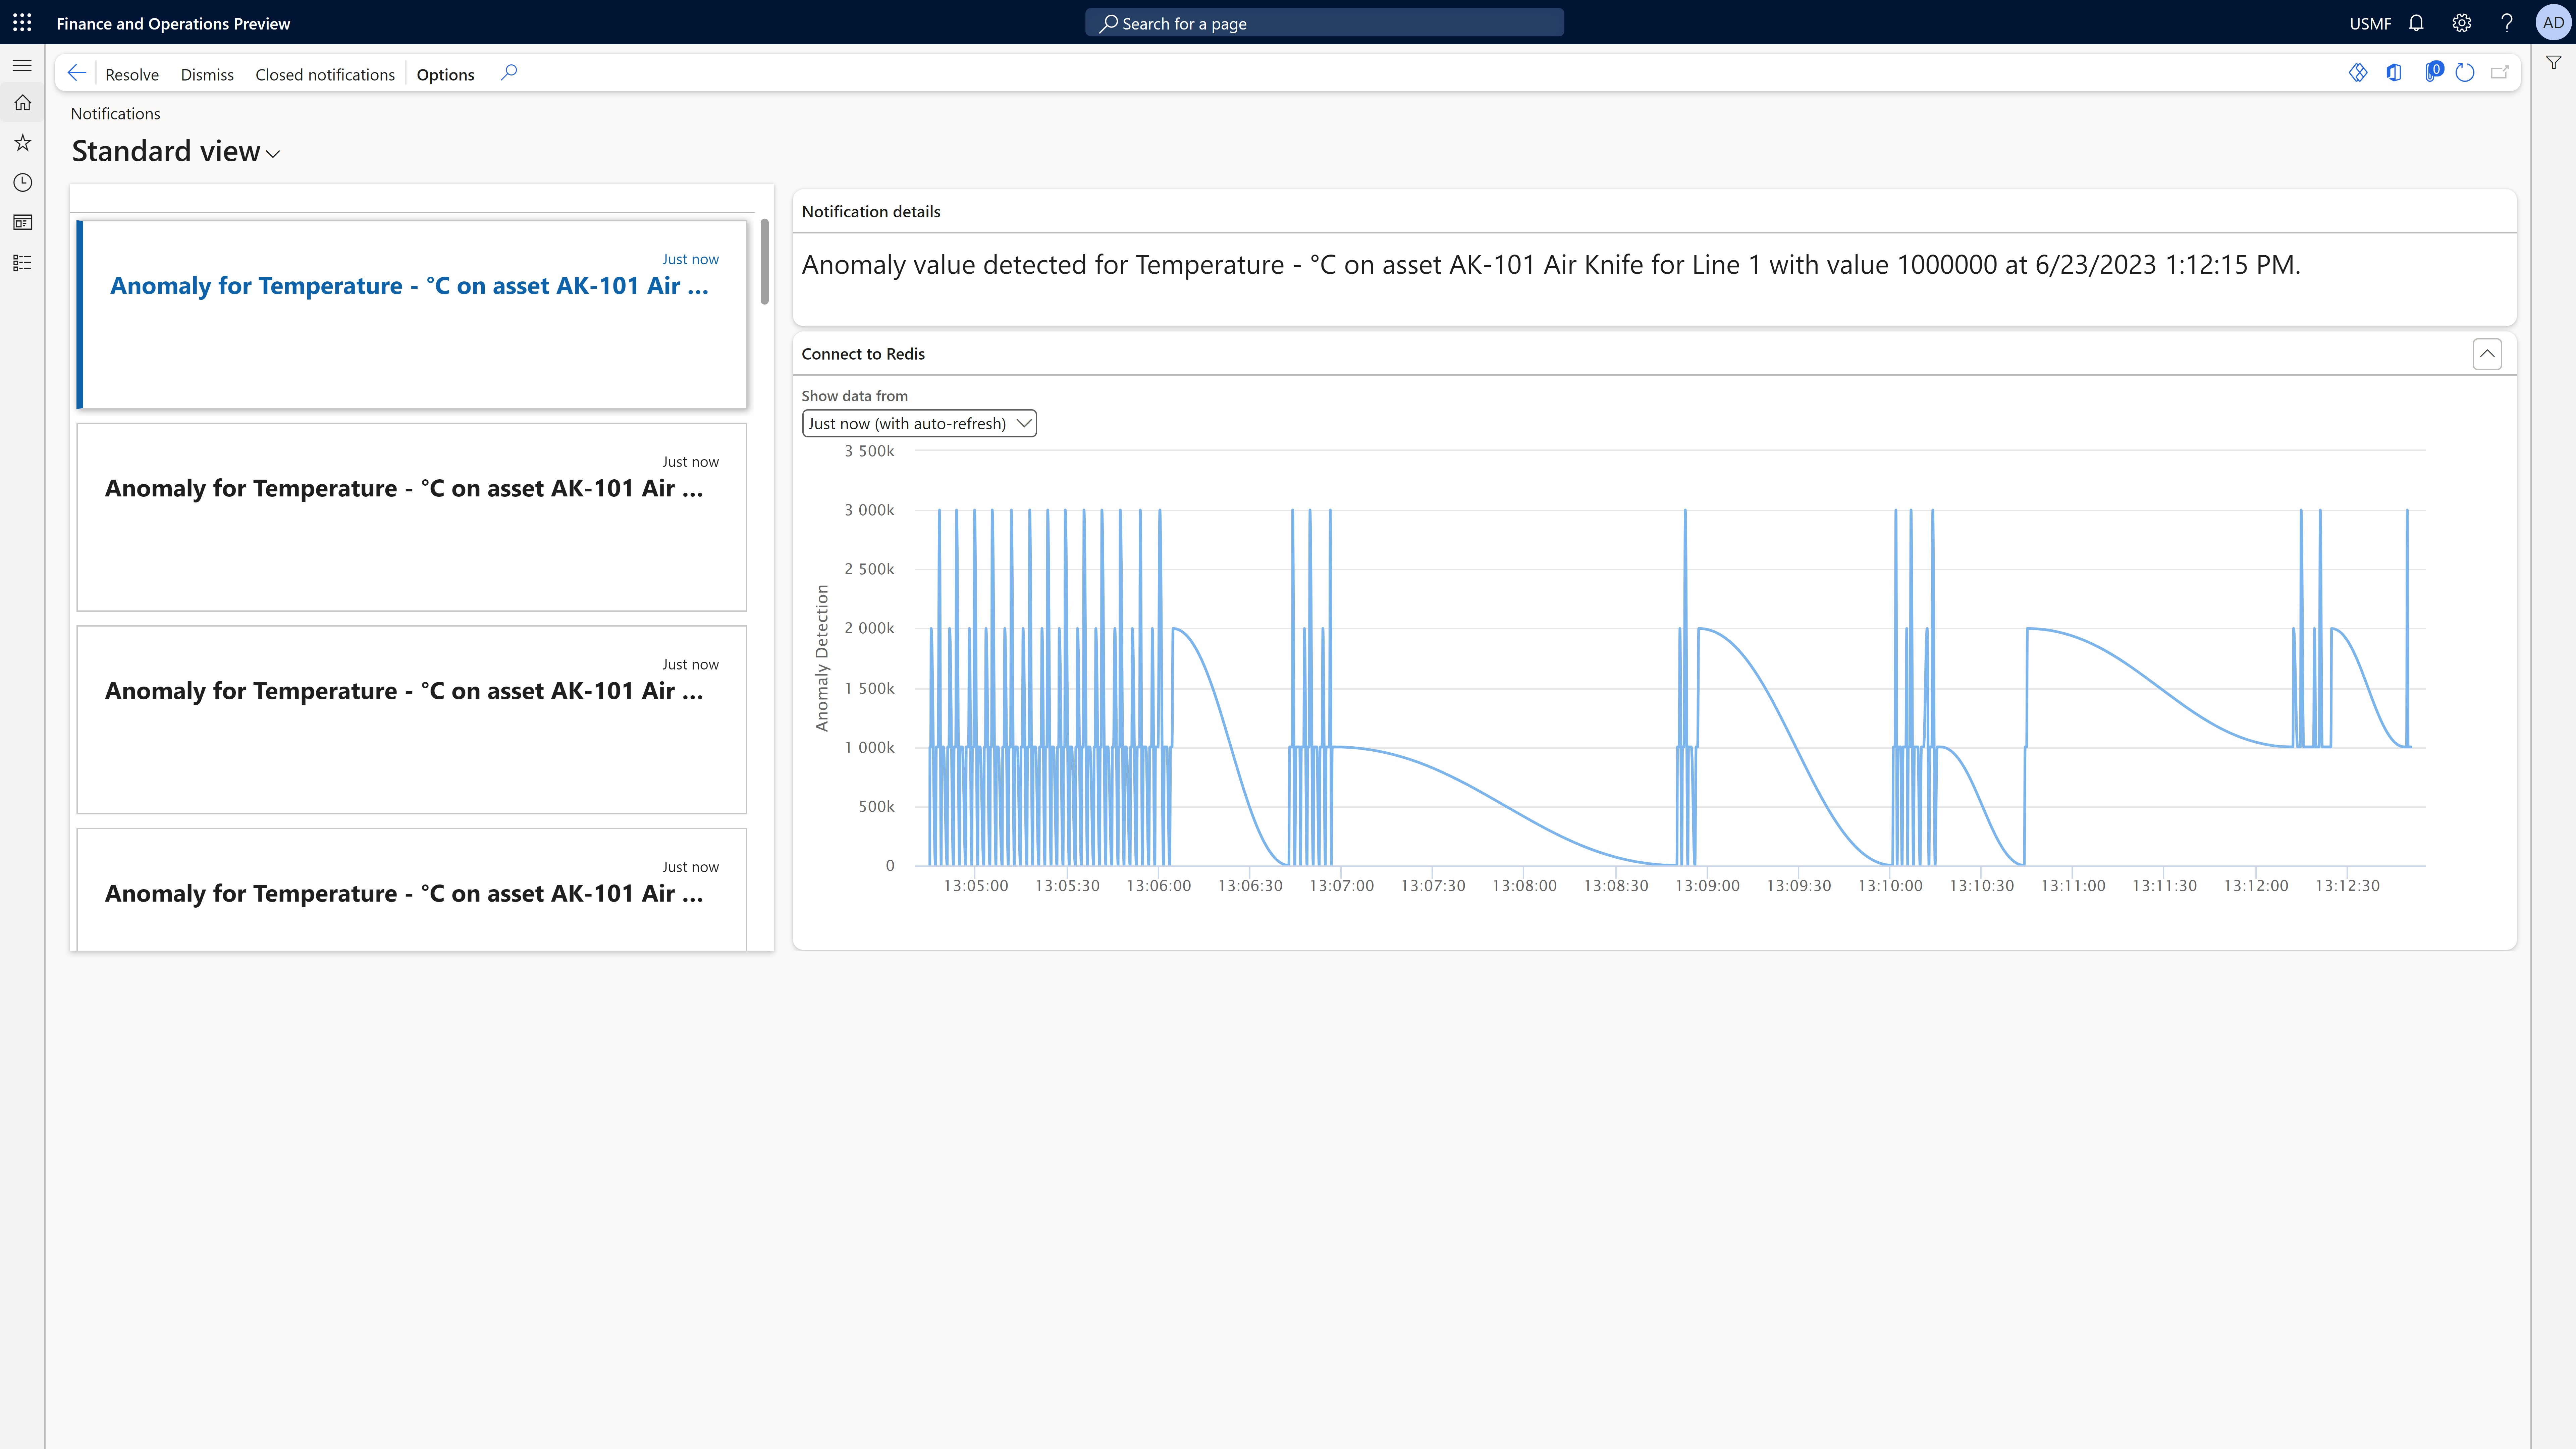 Finance and Operations Preview
Search for a page
USMF
AD
Resolve Dismiss Closed notifications Options
0
Notifications
Standard view
Just now
Anomaly for Temperature - °C on asset AK-101 Air ...
Just now
Anomaly for Temperature - °C on asset AK-101 Air ...
Just now
Anomaly for Temperature - °C on asset AK-101 Air ...
Just now
Anomaly for Temperature - °C on asset AK-101 Air ...
Notification details
Anomaly value detected for Temperature - °C on asset AK-101 Air Knife for Line 1 with value 1000000 at 6/23/2023 1:12:15 PM.
Connect to Redis
Show data from
Just now (with auto-refresh)
Anomaly Detection
3 500k
3 000k
2 500k
2 000k
1 500k
1 000k
500k
0
13:05:00 13:05:30 13:06:00 13:06:30 13:07:00 13:07:30 13:08:00 13:08:30 13:09:00 13:09:30 13:10:00 13:10:30 13:11:00 13:11:30 13:12:00 13:12:30